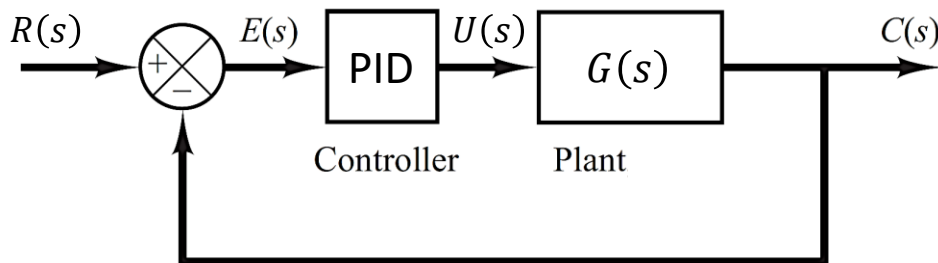 R(s) E(s) U(s) C(s)
+
−
PID G(s)
Controller Plant